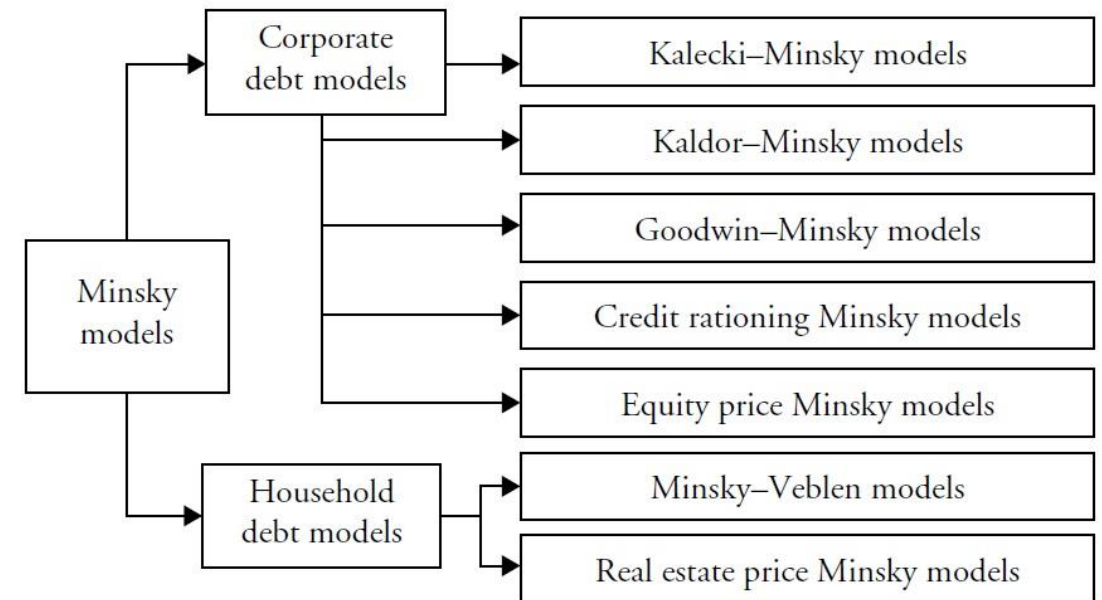 Corporate
debt models
Kalecki–Minsky models
Kaldor–Minsky models
Goodwin–Minsky models
Minsky
models
Credit rationing Minsky models
Equity price Minsky models
Household
debt models
Minsky–Veblen models
Real estate price Minsky models